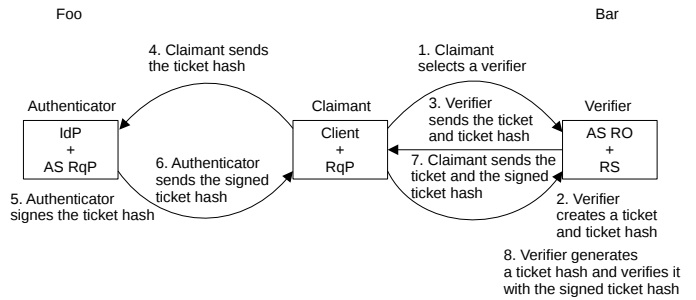 Foo
Bar
4. Claimant sends
the ticket hash
1. Claimant
selects a verifier
Authenticator
Claimant
Verifier
3. Verifier
sends the ticket
and ticket hash
IdP
+
AS RqP
Client
+
RqP
AS RO
+
RS
6. Authenticator
sends the signed
ticket hash
7. Claimant sends the
ticket and the signed
ticket hash
5. Authenticator
signes the ticket hash
2. Verifier
creates a ticket
and ticket hash
8. Verifier generates
a ticket hash and verifies it
with the signed ticket hash